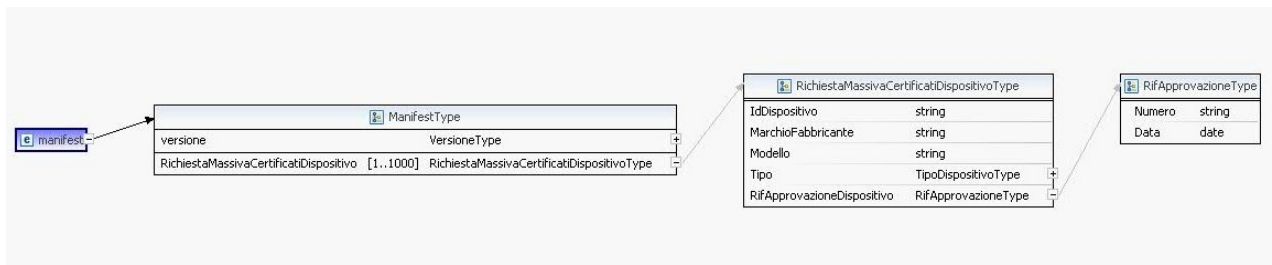 e manifest
ManifestType
versione VersioneType
RichiestaMassivaCertificatiDispositivo [1..1000] RichiestaMassivaCertificatiDispositivoType
RichiestaMassivaCertificatiDispositivoType
IdDispositivo string
MarchioFabbricante string
Modello string
Tipo TipoDispositivoType
RifApprovazioneDispositivo RifApprovazioneType
RifApprovazioneType
Numero string
Data date